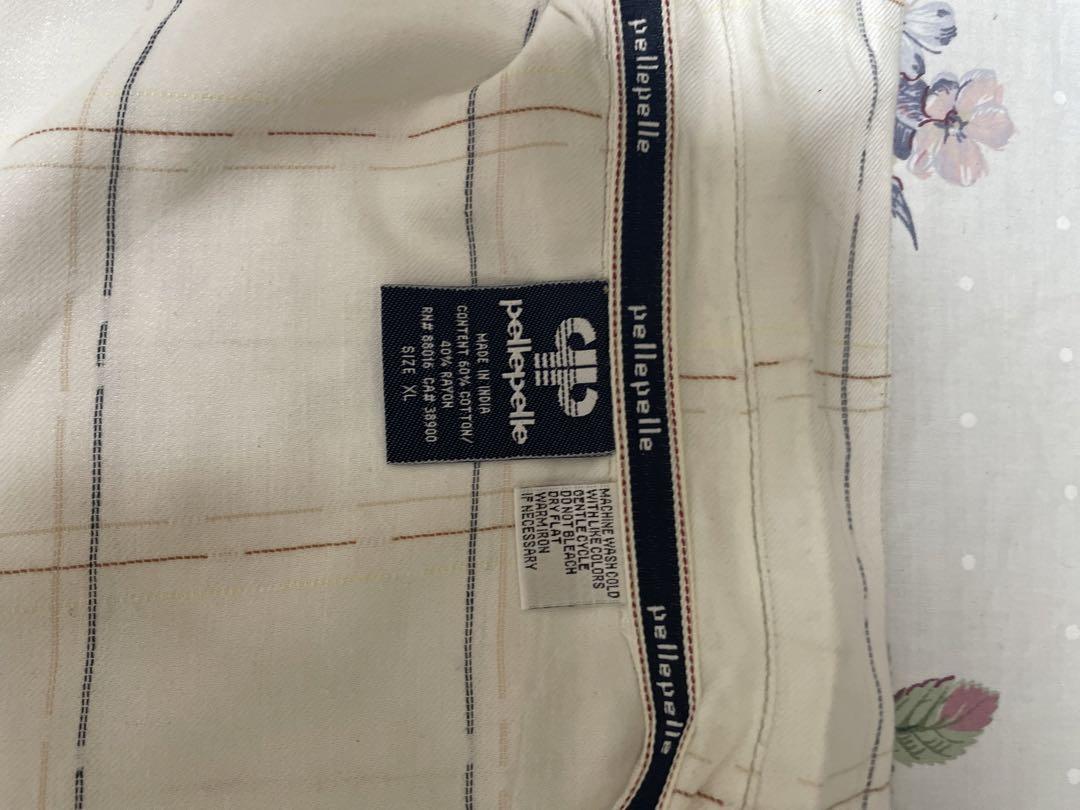 pellepelle
pellepelle
pellepelle
pellepelle
MADE IN INDIA
CONTENT 60% COTTON/
40% RAYON
RN# 88016 CA# 38900
SIZE XL
MACHINE WASH COLD
WITH LIKE COLORS
GENTLE CYCLE
DO NOT BLEACH
DRY FLAT
WARM IRON
IF NECESSARY